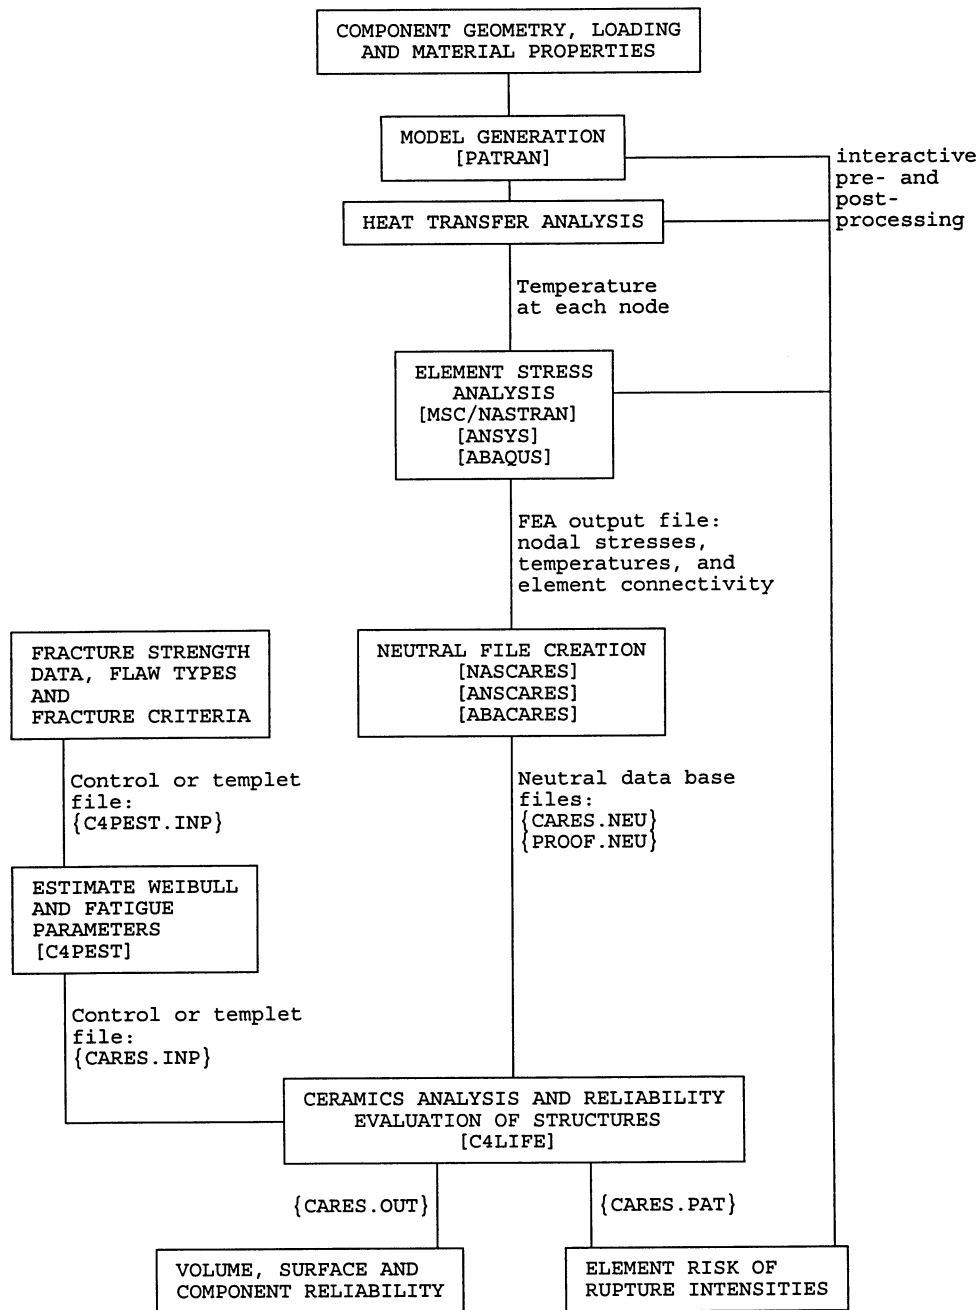 COMPONENT GEOMETRY, LOADING
AND MATERIAL PROPERTIES
MODEL GENERATION
[PATRAN]
interactive
pre- and
post-
processing
HEAT TRANSFER ANALYSIS
Temperature
at each node
ELEMENT STRESS
ANALYSIS
[MSC/NASTRAN]
[ANSYS]
[ABAQUS]
FEA output file:
nodal stresses,
temperatures, and
element connectivity
FRACTURE STRENGTH
DATA, FLAW TYPES
AND
FRACTURE CRITERIA
NEUTRAL FILE CREATION
[NASCARES]
[ANSCARES]
[ABACARES]
Control or templet
file:
{C4PEST.INP}
Neutral data base
files:
{CARES.NEU}
{PROOF.NEU}
ESTIMATE WEIBULL
AND FATIGUE
PARAMETERS
[C4PEST]
Control or templet
file:
{CARES.INP}
CERAMICS ANALYSIS AND RELIABILITY
EVALUATION OF STRUCTURES
[C4LIFE]
{CARES.OUT}
{CARES.PAT}
VOLUME, SURFACE AND
COMPONENT RELIABILITY
ELEMENT RISK OF
RUPTURE INTENSITIES